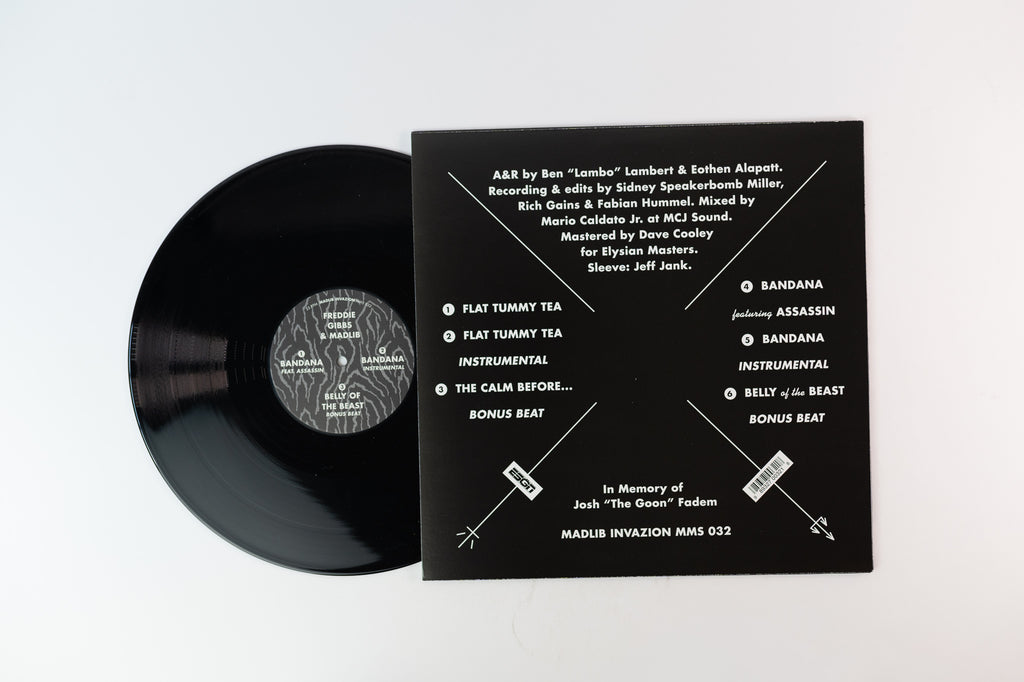 MADLIB INVAZION
FREDDIE
GIBBS
& MADLIB
1
BANDANA
FEAT. ASSASSIN
2
BANDANA
INSTRUMENTAL
3
BELLY OF
THE BEAST
BONUS BEAT
A&R by Ben “Lambo” Lambert & Eothen Alapatt.
Recording & edits by Sidney Speakerbomb Miller,
Rich Gains & Fabian Hummel. Mixed by
Mario Caldato Jr. at MCJ Sound.
Mastered by Dave Cooley
for Elysian Masters.
Sleeve: Jeff Jank.
1 FLAT TUMMY TEA
2 FLAT TUMMY TEA
INSTRUMENTAL
3 THE CALM BEFORE...
BONUS BEAT
4 BANDANA
featuring ASSASSIN
5 BANDANA
INSTRUMENTAL
6 BELLY of the BEAST
BONUS BEAT
ESGN
In Memory of
Josh “The Goon” Fadem
MADLIB INVAZION MMS 032